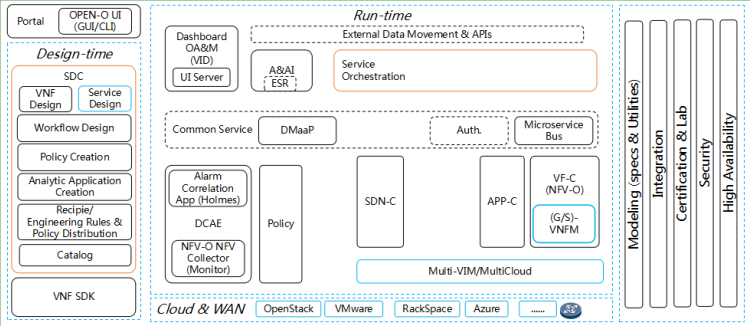 Portal
OPEN-O UI
(GUI/CLI)
Design-time
SDC
VNF
Design
Service
Design
Workflow Design
Policy Creation
Analytic Application
Creation
Recipie/
Engineering Rules &
Policy Distribution
Catalog
VNF SDK
Run-time
Dashboard
OA&M
(VID)
UI Server
External Data Movement & APIs
A&AI
ESR
Service
Orchestration
Common Service
DMaaP
Auth.
Microservice
Bus
Alarm
Correlation
App (Holmes)
DCAE
NFV-O NFV
Collector
(Monitor)
Policy
SDN-C
APP-C
VF-C
(NFV-O)
(G/S)-
VNFM
Multi-VIM/MultiCloud
Cloud & WAN
OpenStack
VMware
RackSpace
Azure
......
Modeling (specs & Utilities)
Integration
Certification & Lab
Security
High Availability